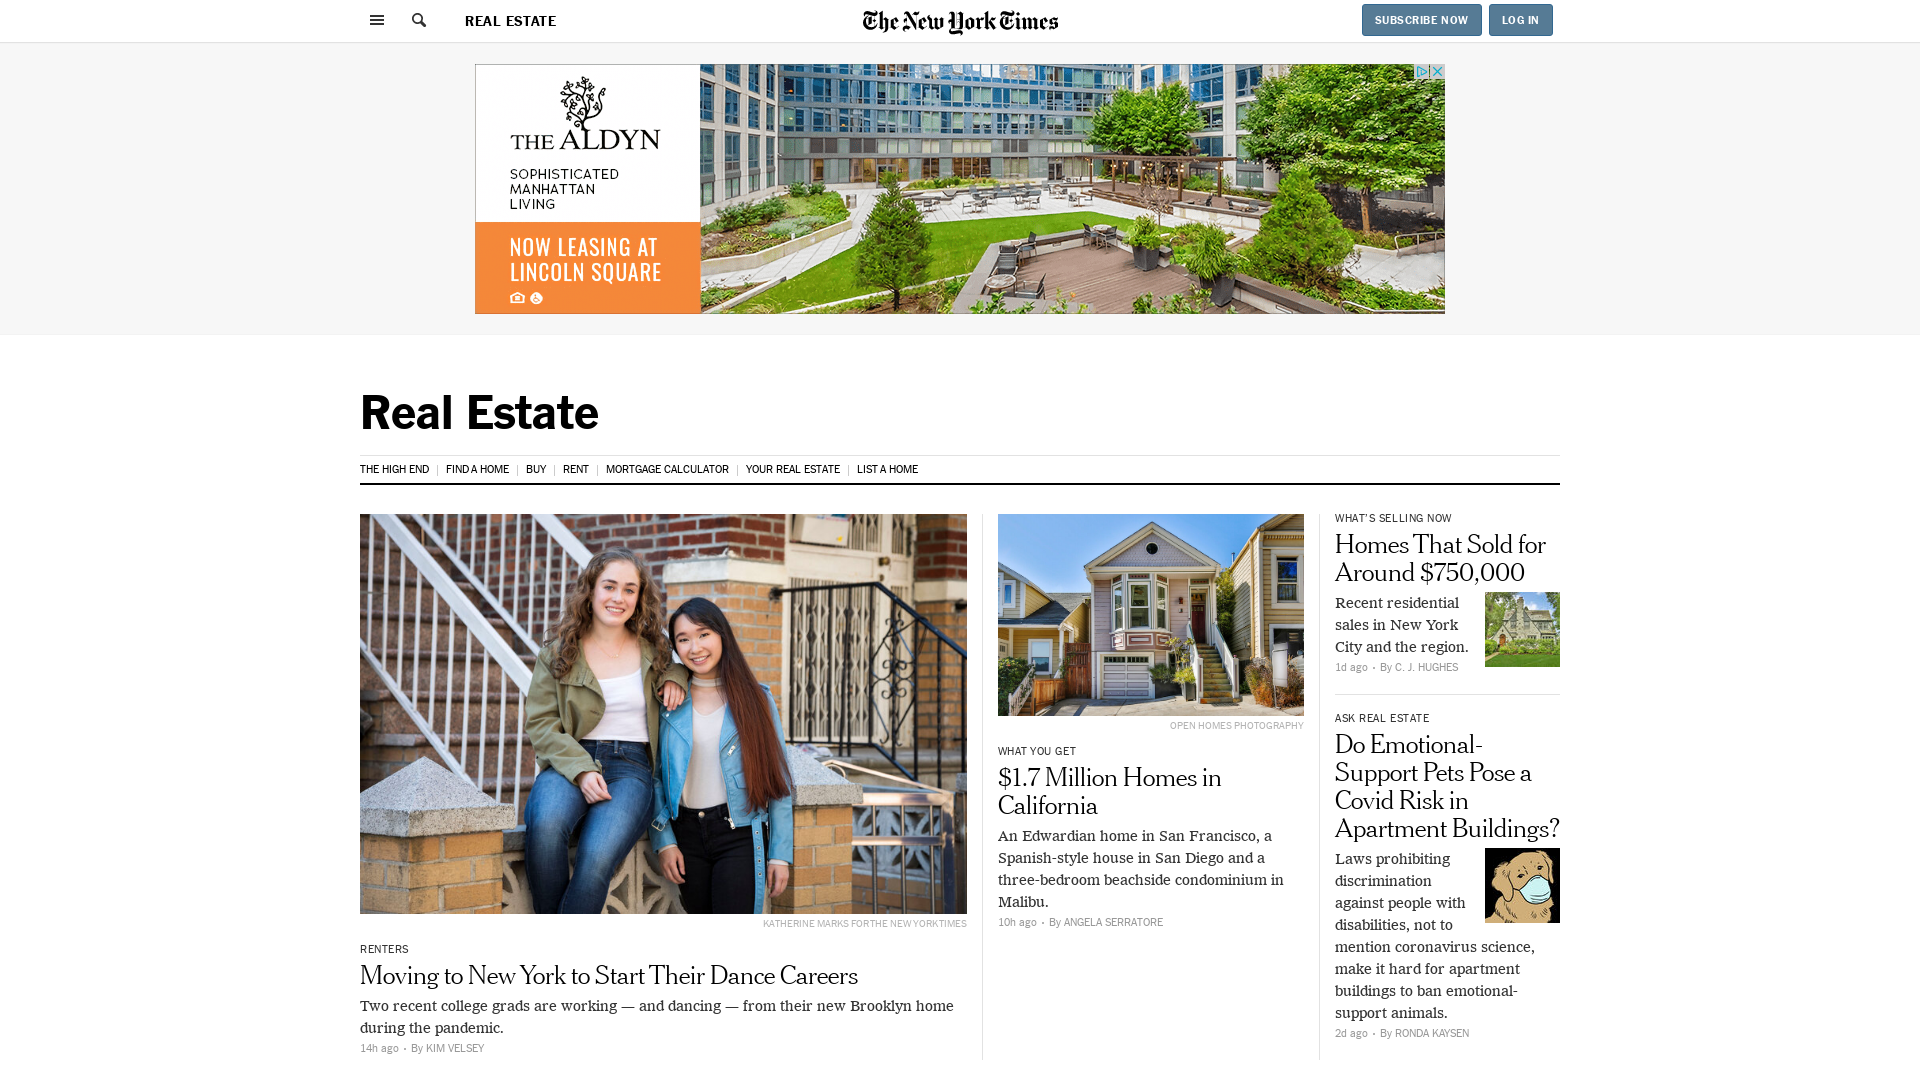 REAL ESTATE
The New York Times
SUBSCRIBE NOW
LOG IN
THE ALDYN
SOPHISTICATED
MANHATTAN
LIVING
NOW LEASING AT
LINCOLN SQUARE
Real Estate
THE HIGH END
FIND A HOME
BUY
RENT
MORTGAGE CALCULATOR
YOUR REAL ESTATE
LIST A HOME
KATHERINE MARKS FOR THE NEW YORK TIMES
RENTERS
Moving to New York to Start Their Dance Careers
Two recent college grads are working — and dancing — from their new Brooklyn home
during the pandemic.
14h ago • By KIM VELSEY
OPEN HOMES PHOTOGRAPHY
WHAT YOU GET
$1.7 Million Homes in
California
An Edwardian home in San Francisco, a
Spanish-style house in San Diego and a
three-bedroom beachside condominium in
Malibu.
10h ago • By ANGELA SERRATORE
WHAT'S SELLING NOW
Homes That Sold for
Around $750,000
Recent residential
sales in New York
City and the region.
1d ago • By C. J. HUGHES
ASK REAL ESTATE
Do Emotional-
Support Pets Pose a
Covid Risk in
Apartment Buildings?
Laws prohibiting
discrimination
against people with
disabilities, not to
mention coronavirus science,
make it hard for apartment
buildings to ban emotional-
support animals.
2d ago • By RONDA KAYSEN